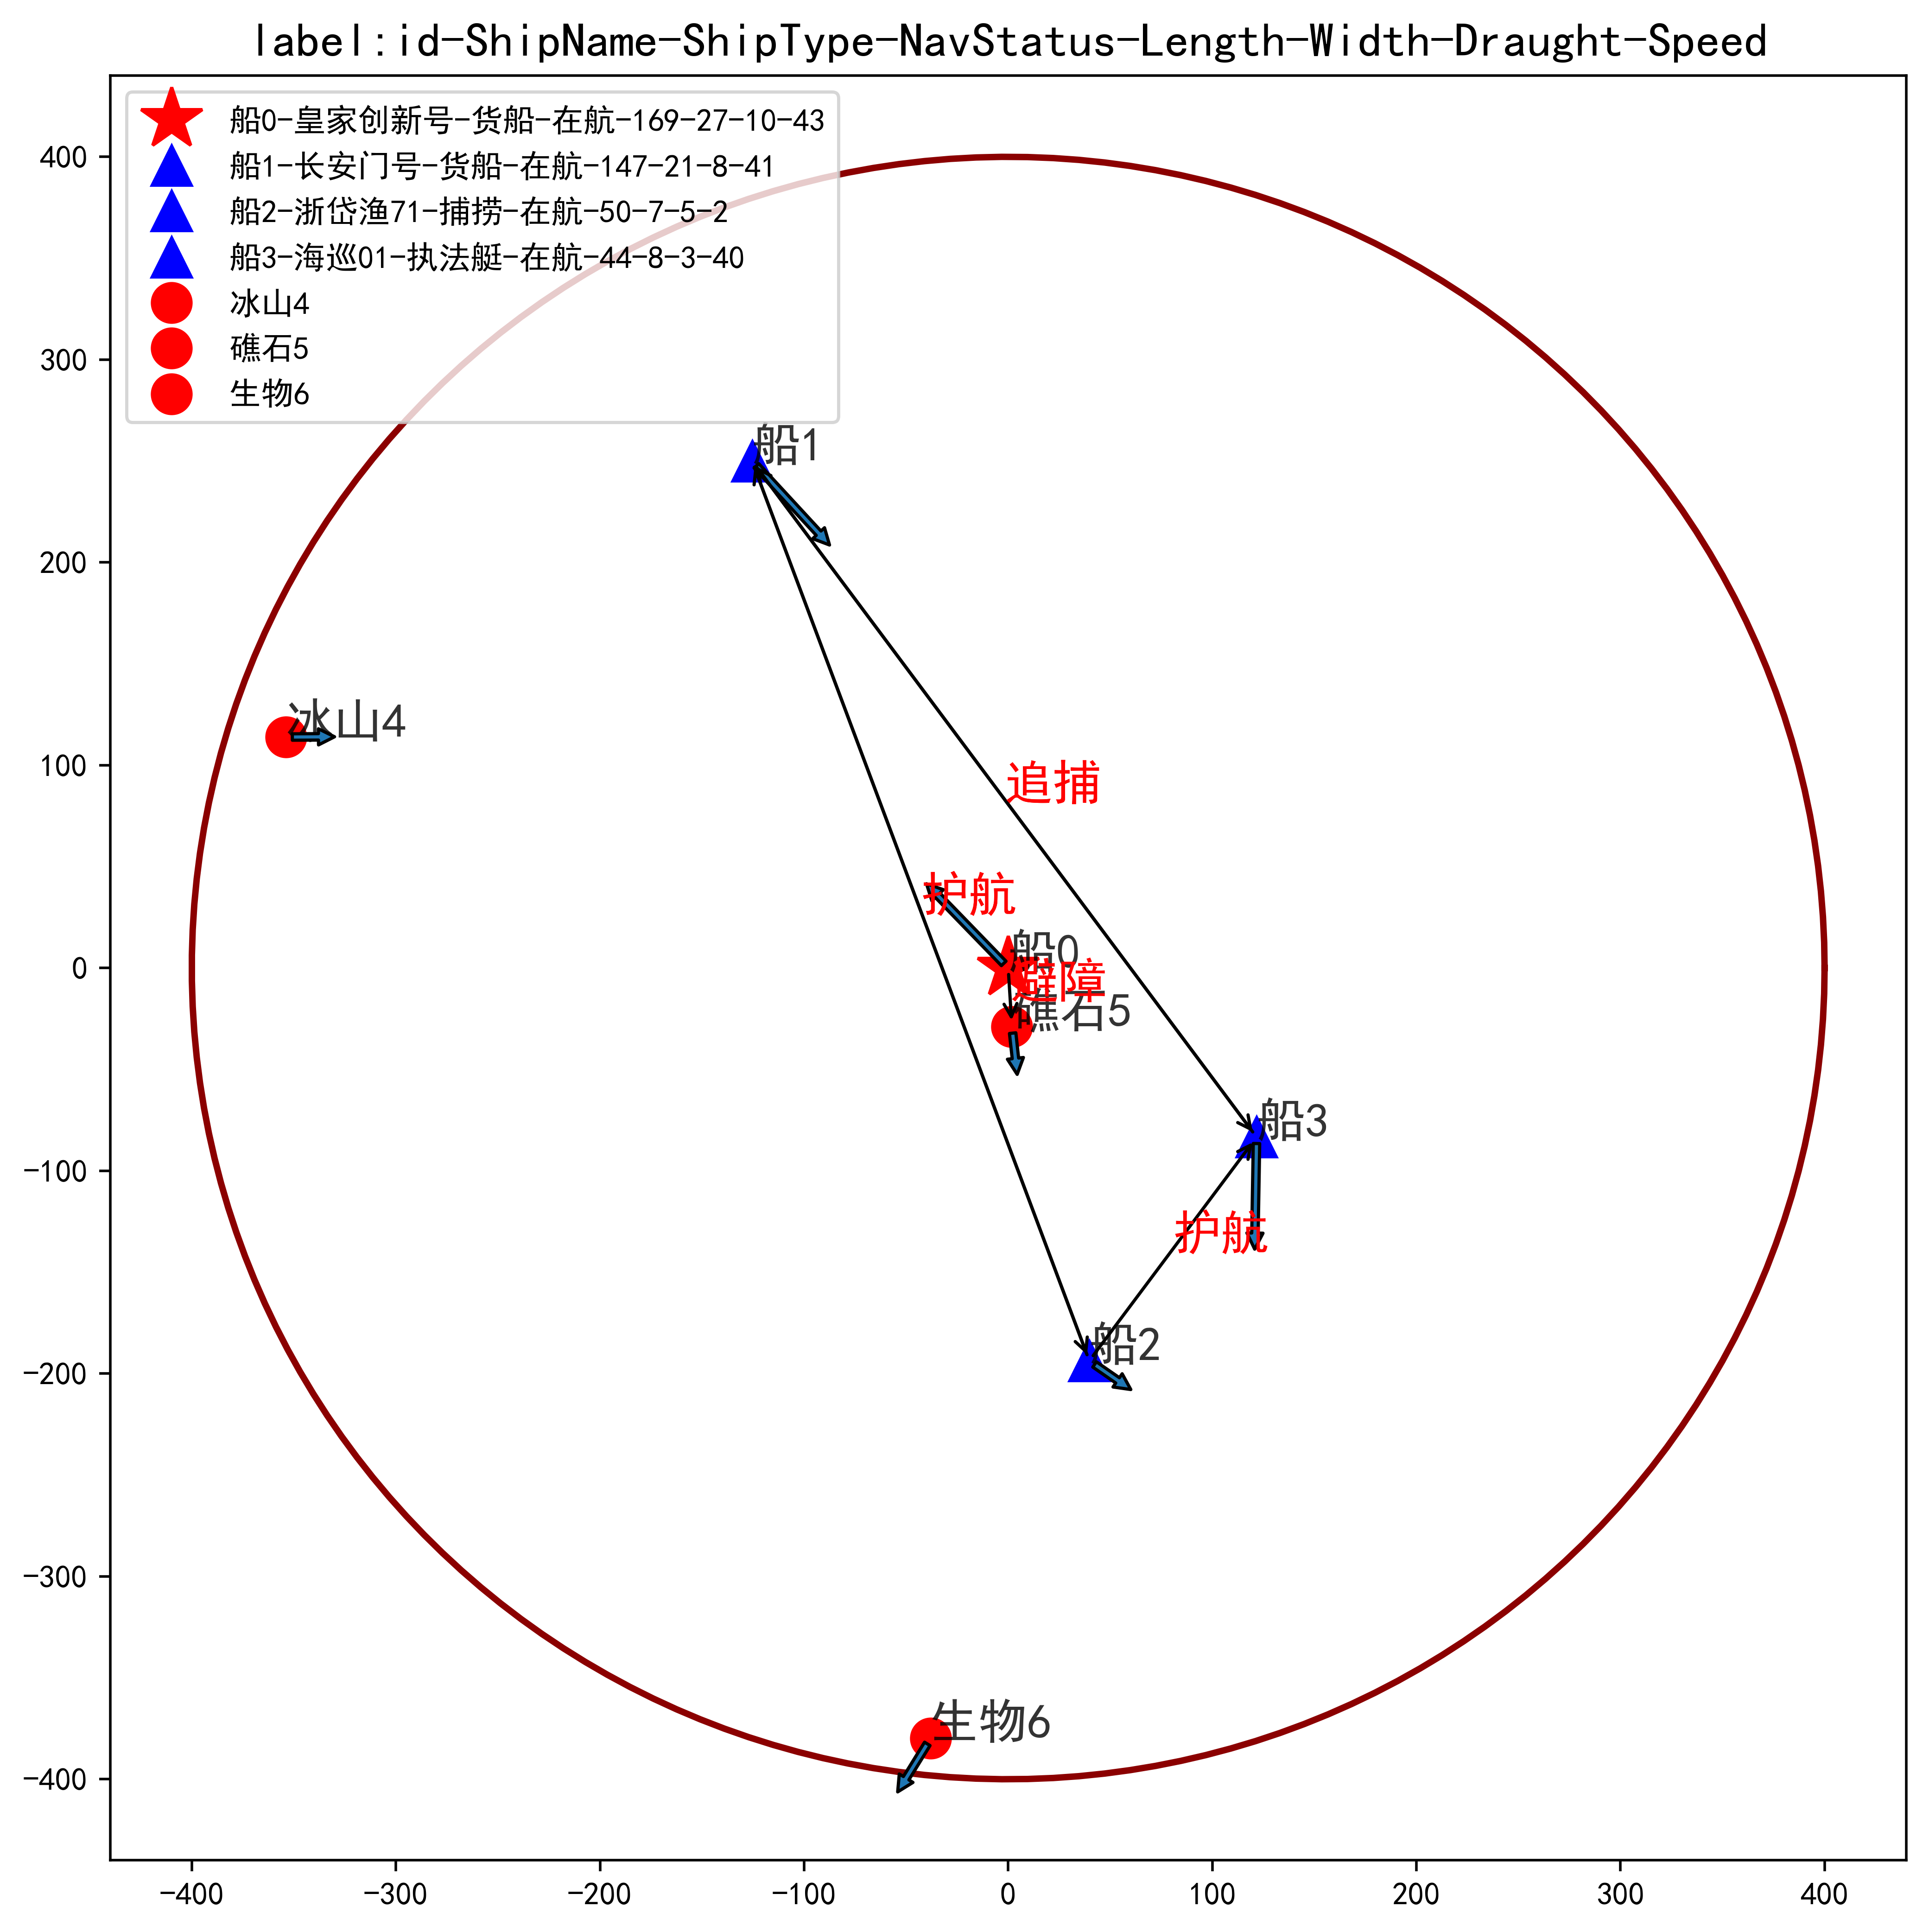 label:id-ShipName-ShipType-NavStatus-Length-Width-Draught-Speed
船0-皇家创新号-货船-在航-169-27-10-43
船1-长安门号-货船-在航-147-21-8-41
船2-浙岱渔71-捕捞-在航-50-7-5-2
船3-海巡01-执法艇-在航-44-8-3-40
冰山4
礁石5
生物6
船1
冰山4
追捕
护航
船0
避障
礁石5
船3
护航
船2
生物6
400
300
200
100
0
-100
-200
-300
-400
-400
-300
-200
-100
0
100
200
300
400